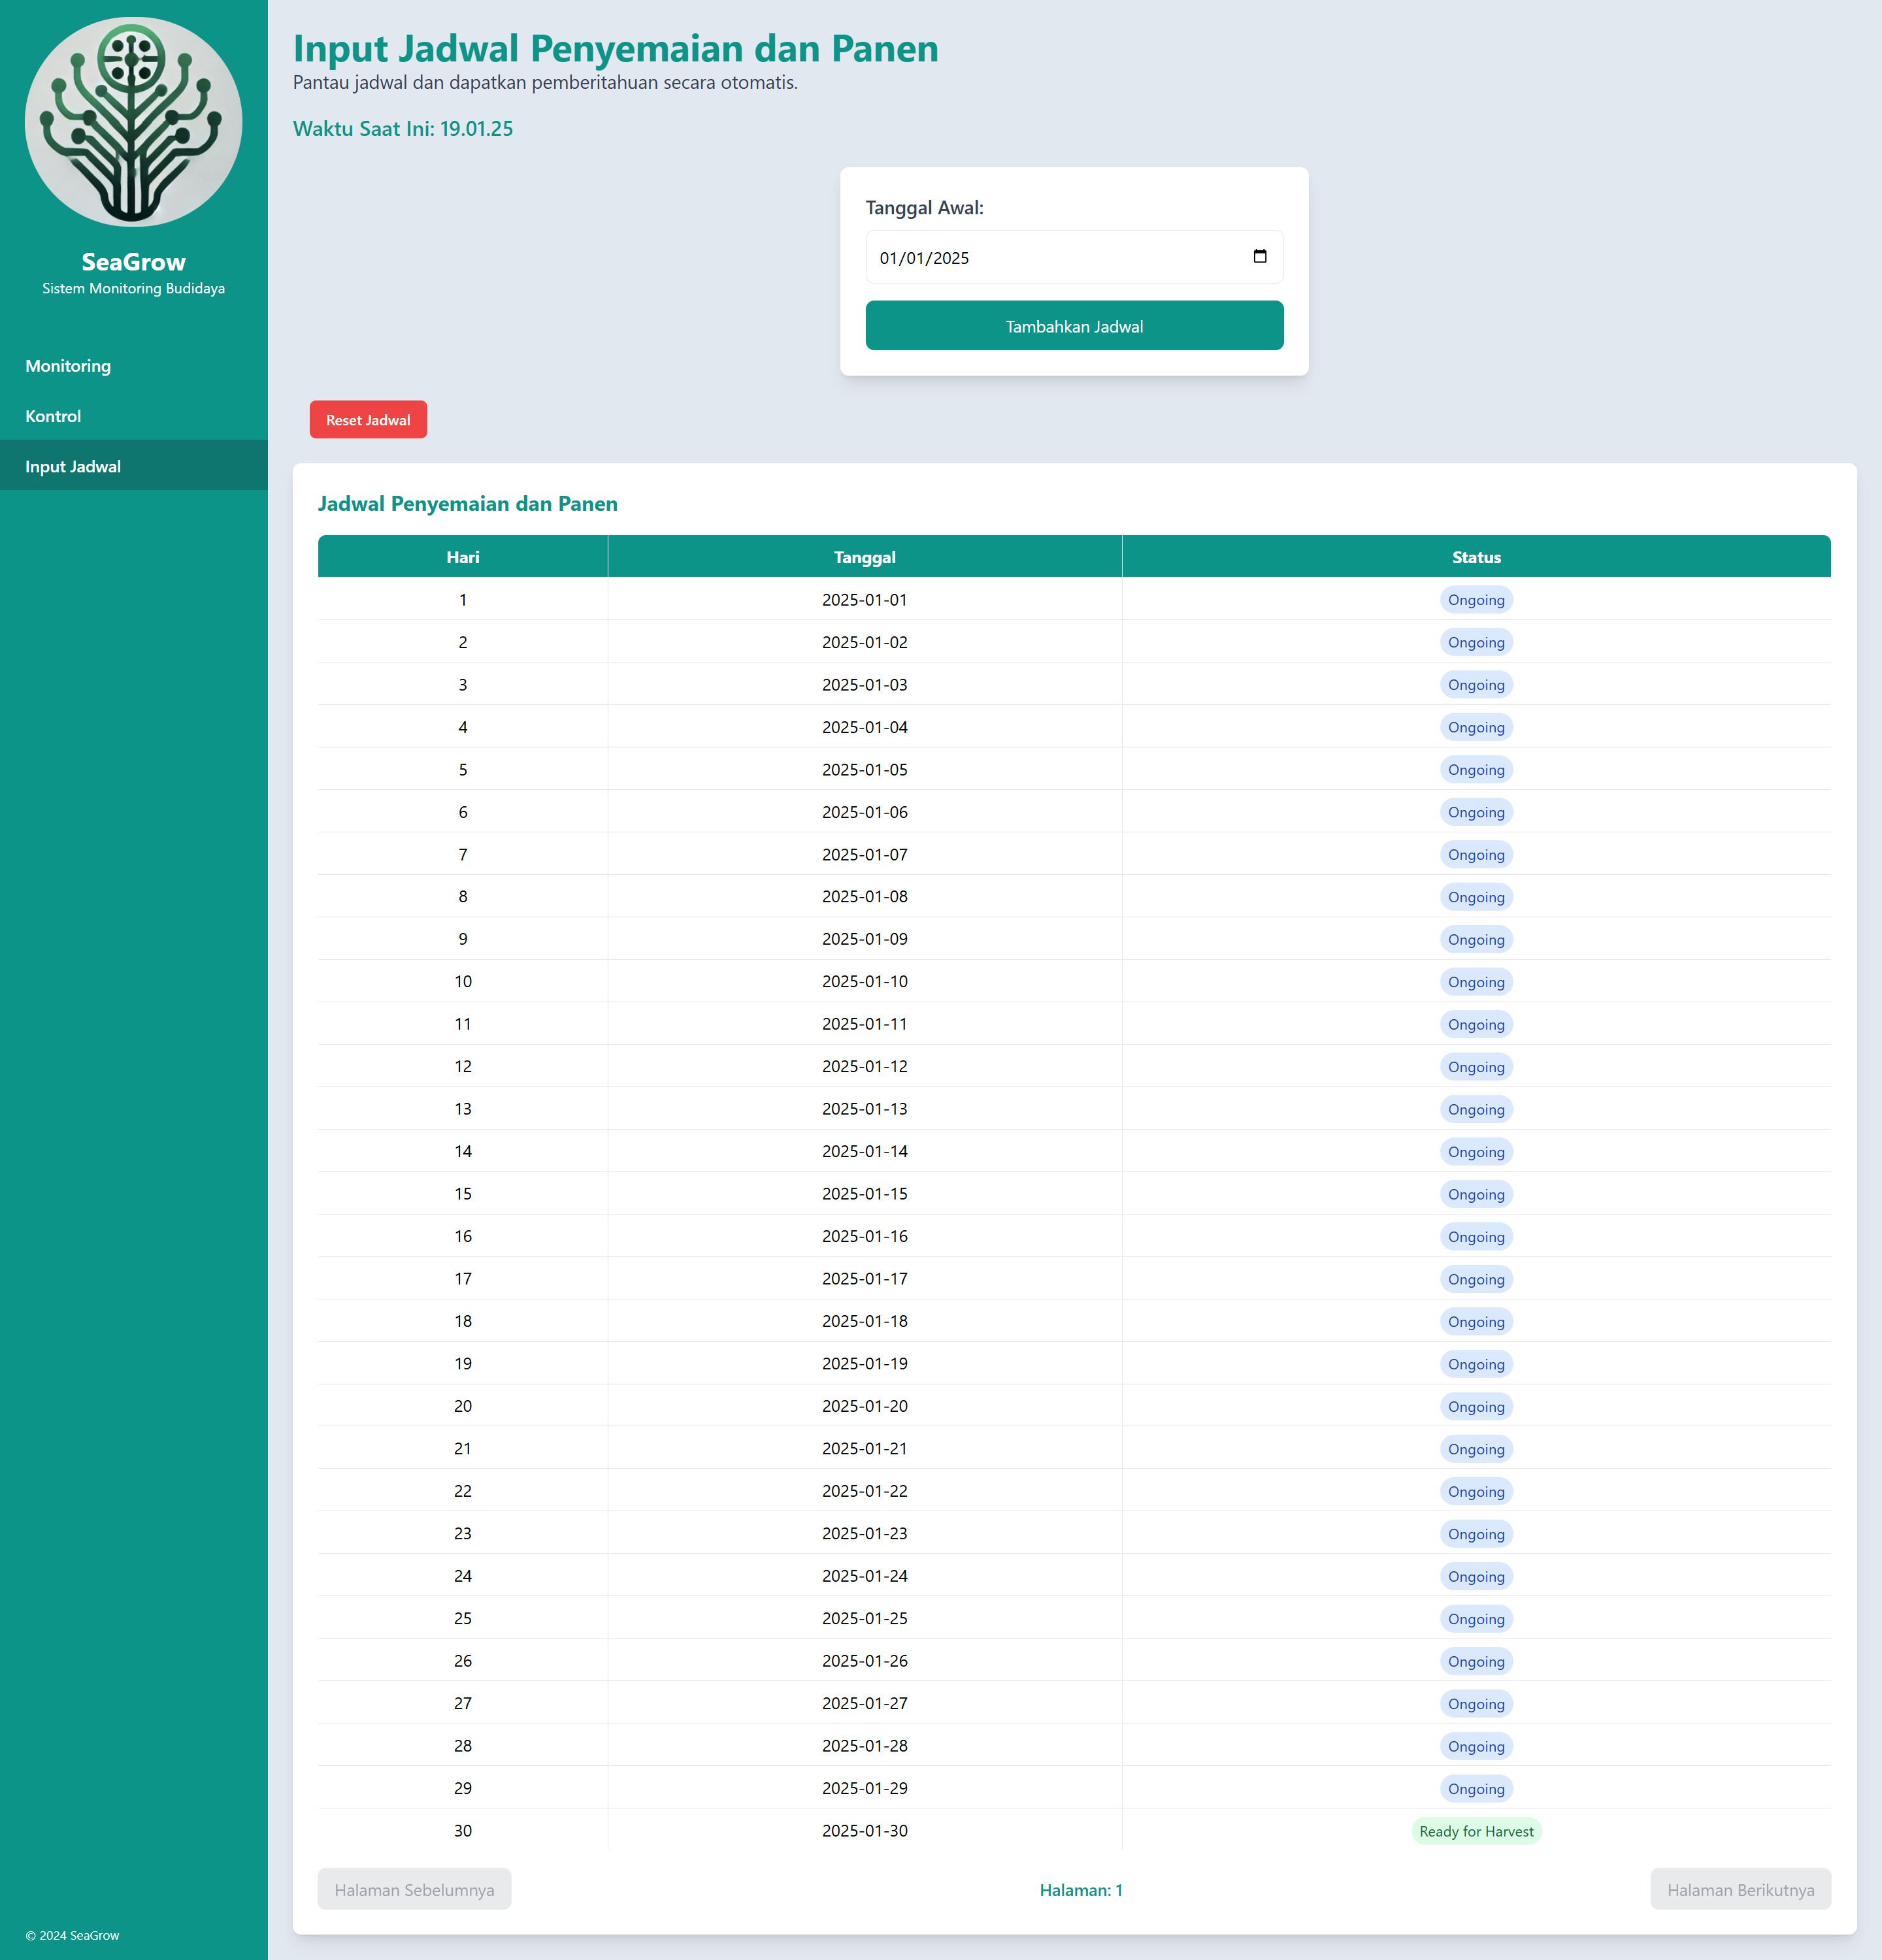 SeaGrow
Sistem Monitoring Budidaya
Monitoring
Kontrol
Input Jadwal
© 2024 SeaGrow
Input Jadwal Penyemaian dan Panen
Pantau jadwal dan dapatkan pemberitahuan secara otomatis.
Waktu Saat Ini: 19.01.25
Tanggal Awal:
01/01/2025
Tambahkan Jadwal
Reset Jadwal
Jadwal Penyemaian dan Panen
Hari Tanggal Status
1 2025-01-01 Ongoing
2 2025-01-02 Ongoing
3 2025-01-03 Ongoing
4 2025-01-04 Ongoing
5 2025-01-05 Ongoing
6 2025-01-06 Ongoing
7 2025-01-07 Ongoing
8 2025-01-08 Ongoing
9 2025-01-09 Ongoing
10 2025-01-10 Ongoing
11 2025-01-11 Ongoing
12 2025-01-12 Ongoing
13 2025-01-13 Ongoing
14 2025-01-14 Ongoing
15 2025-01-15 Ongoing
16 2025-01-16 Ongoing
17 2025-01-17 Ongoing
18 2025-01-18 Ongoing
19 2025-01-19 Ongoing
20 2025-01-20 Ongoing
21 2025-01-21 Ongoing
22 2025-01-22 Ongoing
23 2025-01-23 Ongoing
24 2025-01-24 Ongoing
25 2025-01-25 Ongoing
26 2025-01-26 Ongoing
27 2025-01-27 Ongoing
28 2025-01-28 Ongoing
29 2025-01-29 Ongoing
30 2025-01-30 Ready for Harvest
Halaman Sebelumnya Halaman: 1 Halaman Berikutnya